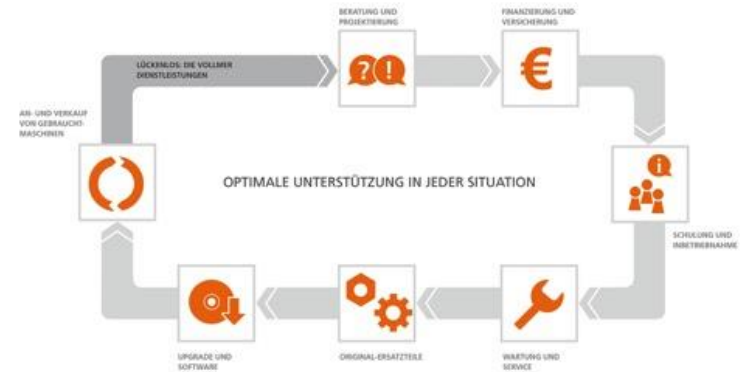 BERATUNG UND
PROJEKTIERUNG
FINANZIERUNG UND
VERSICHERUNG
LÜCKENLOS: DIE VOLLMER
DIENSTLEISTUNGEN
AN- UND VERKAUF
VON GEBRAUCHT-
MASCHINEN
OPTIMALE UNTERSTÜTZUNG IN JEDER SITUATION
SCHULUNG UND
INBETRIEBNAHME
UPGRADE UND
SOFTWARE
ORIGINAL-ERSATZTEILE
WARTUNG UND
SERVICE